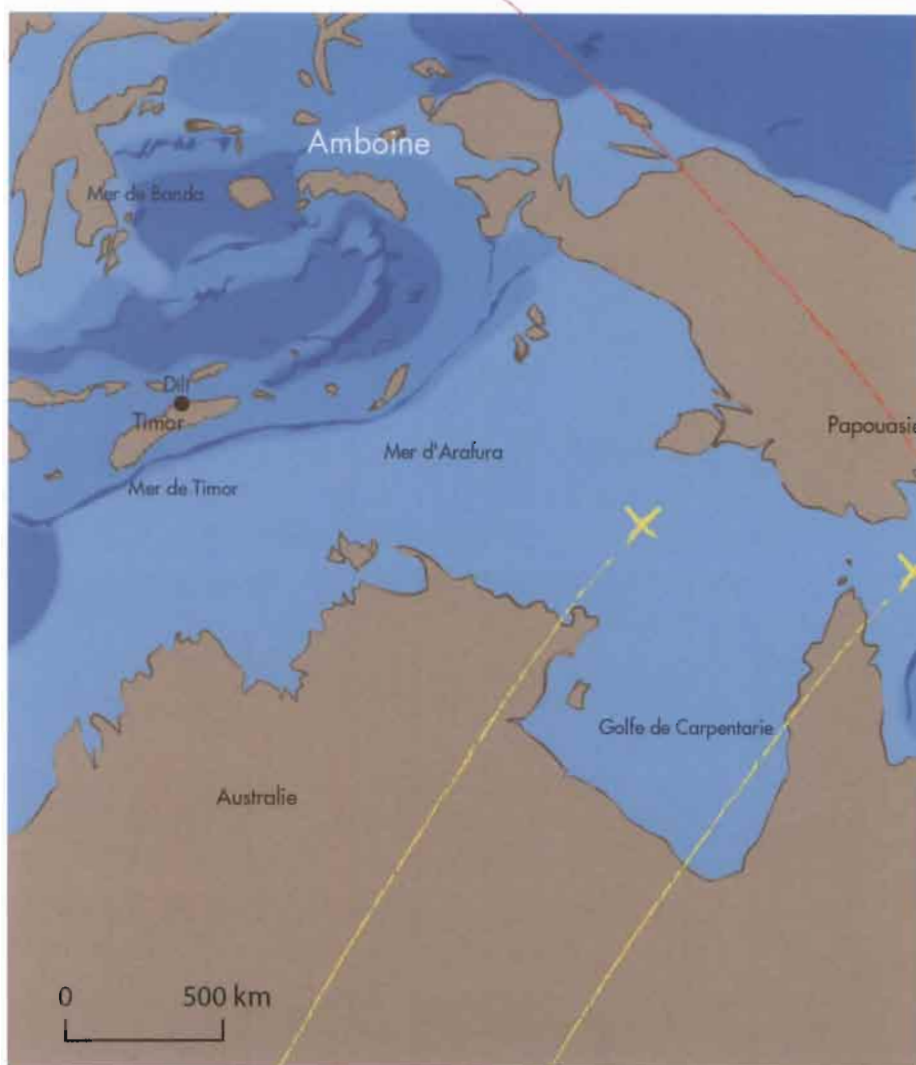 Amboine
Mer de Banda
Dili
Timor
Papouasie
Mer d'Arafura
Mer de Timor
Golfe de Carpentarie
Australie
0 500 km